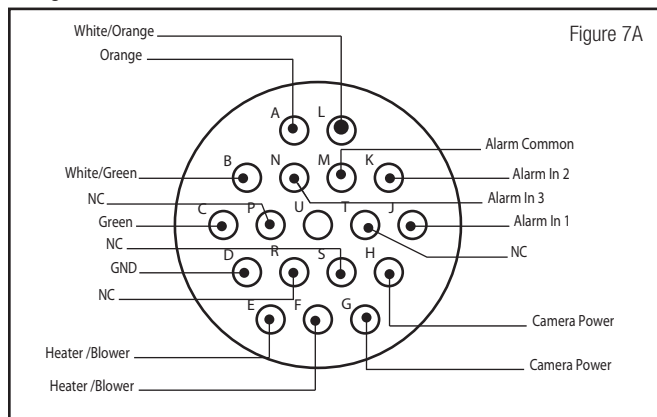 Figure 7A
White/Orange
Orange
A
L
Alarm Common
B
N
M
K
White/Green
Alarm In 2
NC
Alarm In 3
C
P
U
T
J
Green
Alarm In 1
NC
NC
D
R
S
H
GND
NC
E
F
G
Camera Power
Heater /Blower
Camera Power
Heater /Blower